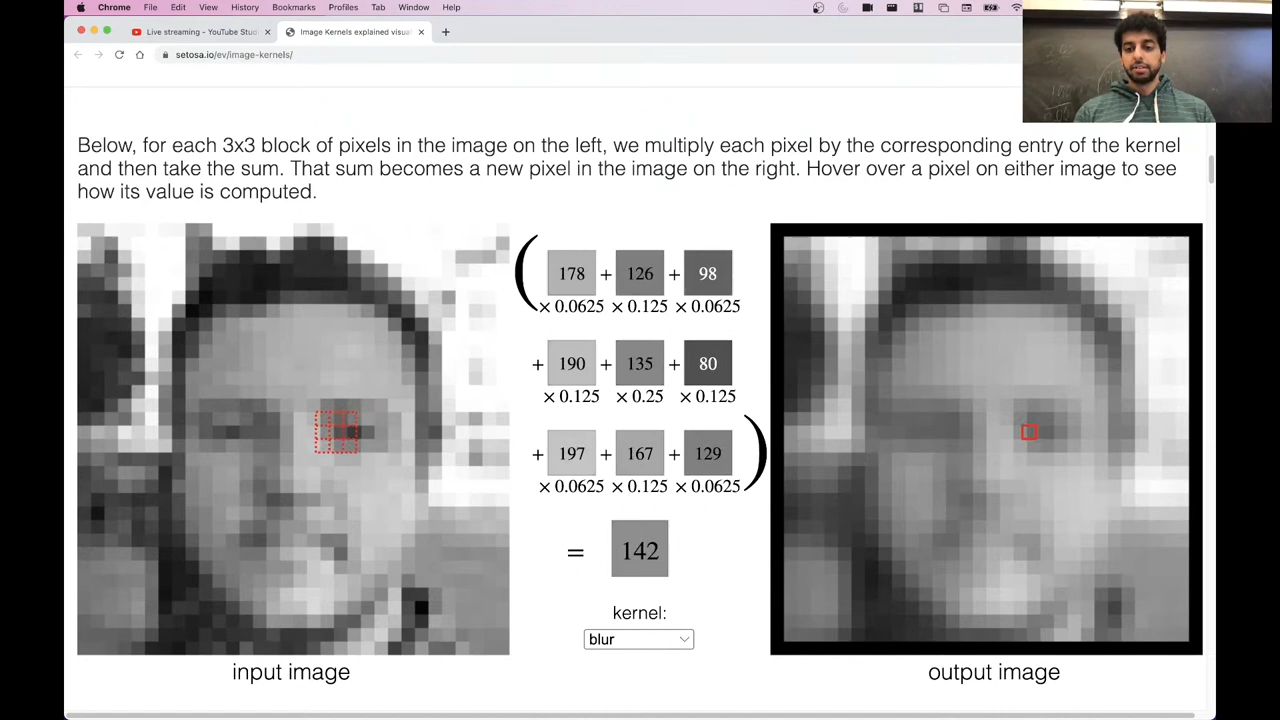 Chrome File Edit View History Bookmarks Profiles Tab Window Help
Live streaming - YouTube Stud
Image Kernels explained visual
setosa.io/ev/image-kernels/
Below, for each 3x3 block of pixels in the image on the left, we multiply each pixel by the corresponding entry of the kernel
and then take the sum. That sum becomes a new pixel in the image on the right. Hover over a pixel on either image to see
how its value is computed.
( 178 + 126 + 98
× 0.0625 × 0.125 × 0.0625
+ 190 + 135 + 80
× 0.125 × 0.25 × 0.125
+ 197 + 167 + 129 )
× 0.0625 × 0.125 × 0.0625
= 142
kernel:
blur
input image
output image